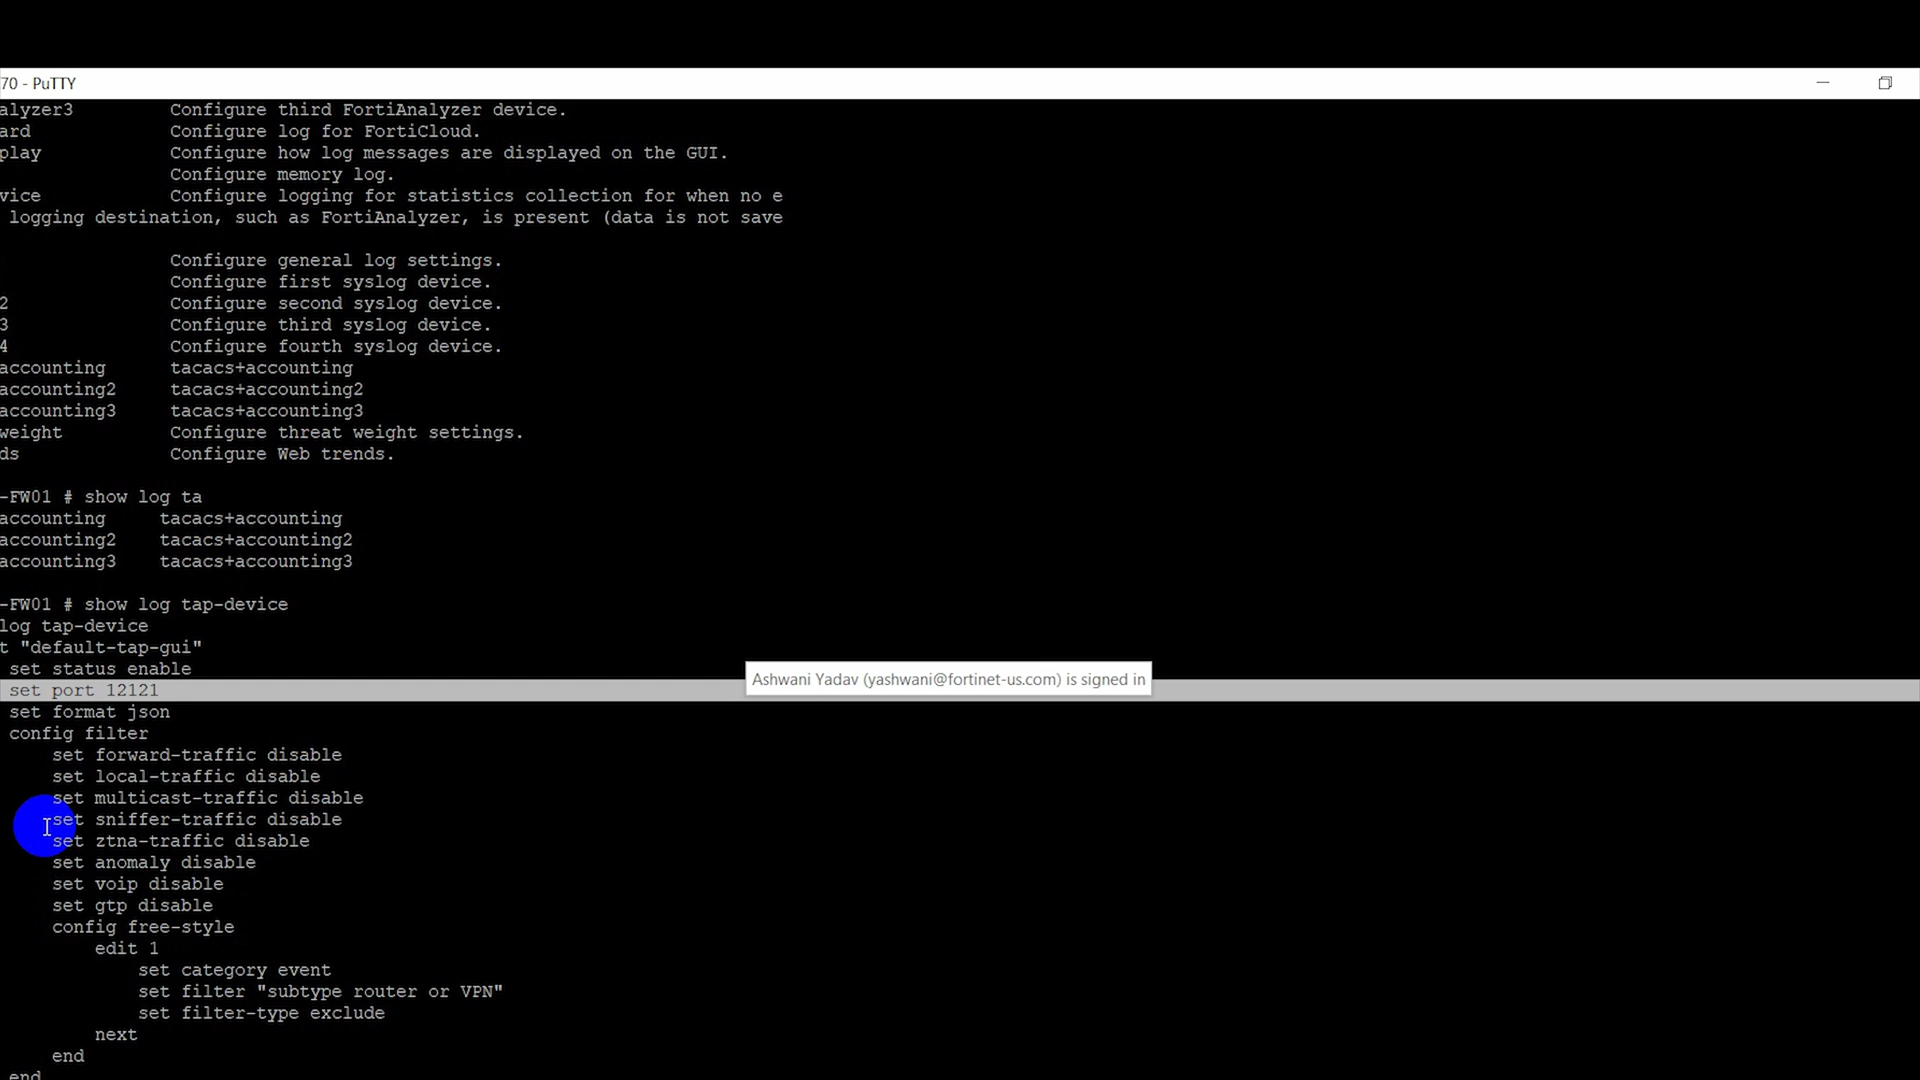 70 - PuTTY
alyzer3 Configure third FortiAnalyzer device.
ard Configure log for FortiCloud.
play Configure how log messages are displayed on the GUI.
Configure memory log.
vice Configure logging for statistics collection for when no e
logging destination, such as FortiAnalyzer, is present (data is not save
Configure general log settings.
Configure first syslog device.
2 Configure second syslog device.
3 Configure third syslog device.
4 Configure fourth syslog device.
accounting tacacs+accounting
accounting2 tacacs+accounting2
accounting3 tacacs+accounting3
weight Configure threat weight settings.
ds Configure Web trends.
-FW01 # show log ta
accounting tacacs+accounting
accounting2 tacacs+accounting2
accounting3 tacacs+accounting3
-FW01 # show log tap-device
log tap-device
t "default-tap-gui"
set status enable
Ashwani Yadav (yashwani@fortinet-us.com) is signed in
set port 12121
set format json
config filter
set forward-traffic disable
set local-traffic disable
set multicast-traffic disable
set sniffer-traffic disable
set ztna-traffic disable
set anomaly disable
set voip disable
set gtp disable
config free-style
edit 1
set category event
set filter "subtype router or VPN"
set filter-type exclude
next
end
end